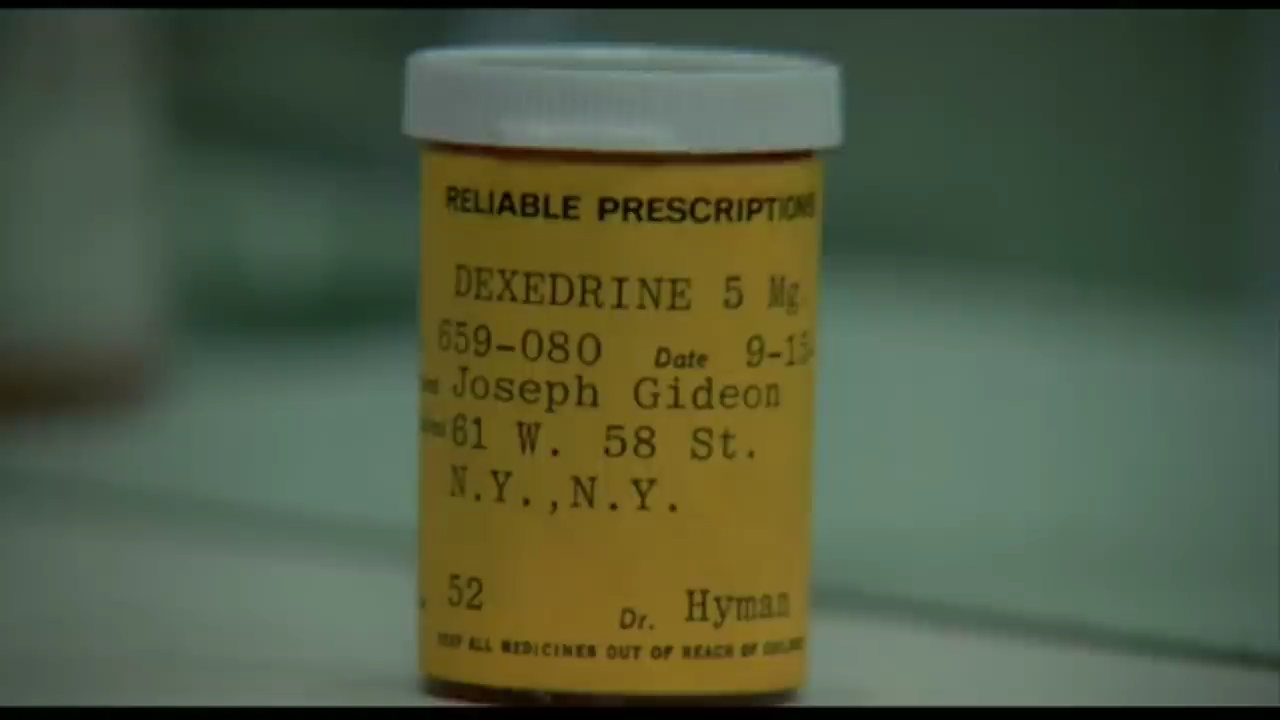 RELIABLE PRESCRIPTIONS
DEXEDRINE 5 Mg.
659-080 Date 9-15-
Joseph Gideon
61 W. 58 St.
N.Y.,N.Y.
52 Dr. Hyman
KEEP ALL MEDICINES OUT OF REACH OF CHILDREN